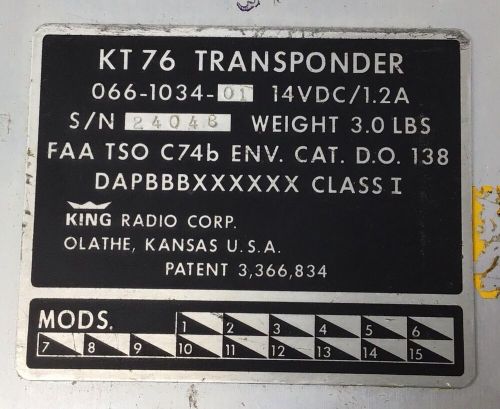 KT 76 TRANSPONDER
066-1034-01 14VDC/1.2A
S/N 24048 WEIGHT 3.0 LBS
FAA TSO C74b ENV. CAT. D.O. 138
DAPBBBXXXXXX CLASS I
KING RADIO CORP.
OLATHE, KANSAS U.S.A.
PATENT 3,366,834
MODS. 1 2 3 4 5 6
7 8 9 10 11 12 13 14 15